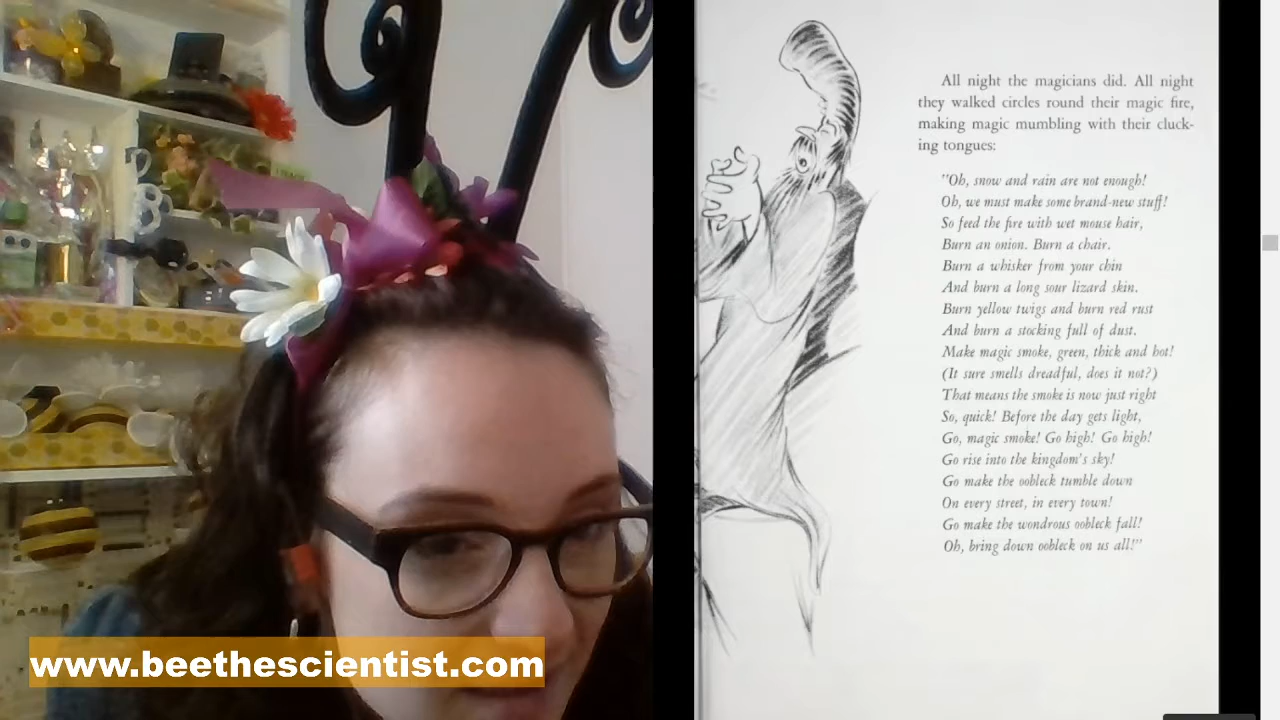 All night the magicians did. All night
they walked circles round their magic fire,
making magic mumbling with their cluck-
ing tongues:
"Oh, snow and rain are not enough!
Oh, we must make some brand-new stuff!
So feed the fire with wet mouse hair,
Burn an onion. Burn a chair.
Burn a whisker from your chin
And burn a long sour lizard skin.
Burn yellow twigs and burn red rust
And burn a stocking full of dust.
Make magic smoke, green, thick and hot!
(It sure smells dreadful, does it not?)
That means the smoke is now just right
So, quick! Before the day gets light,
Go, magic smoke! Go high! Go high!
Go rise into the kingdom's sky!
Go make the oobleck tumble down
On every street, in every town!
Go make the wondrous oobleck fall!
Oh, bring down oobleck on us all!"
www.beethescientist.com